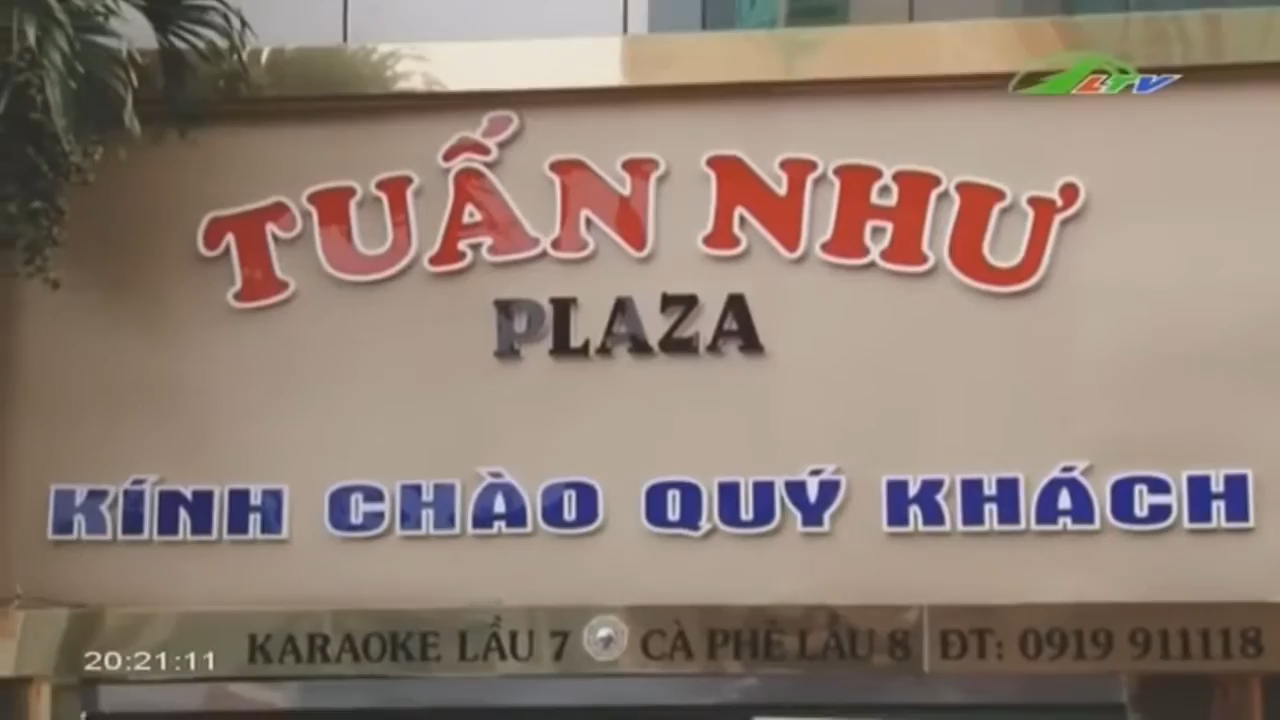 LTV
TUẤN NHƯ
PLAZA
KÍNH CHÀO QUÝ KHÁCH
KARAOKE LẦU 7 CÀ PHÊ LẦU 8 ĐT: 0919 911118
20:21:11